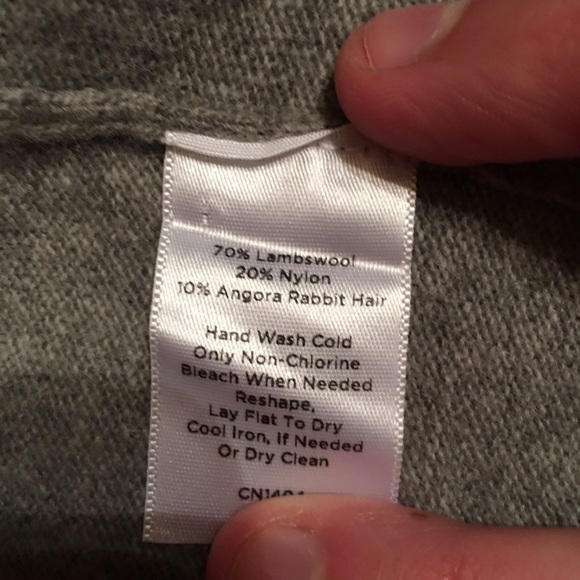 70% Lambswool
20% Nylon
10% Angora Rabbit Hair
Hand Wash Cold
Only Non-Chlorine
Bleach When Needed
Reshape,
Lay Flat To Dry
Cool Iron, If Needed
Or Dry Clean